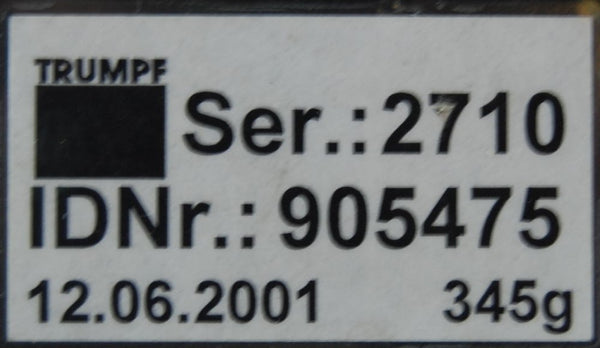 TRUMPF
Ser.: 2710
IDNr.: 905475
12.06.2001 345g